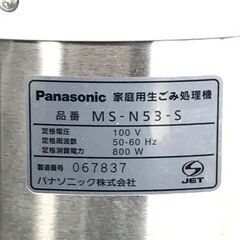 Panasonic 家庭用生ごみ処理機
品番 MS-N53-S
定格電圧 100 V
定格周波数 50-60 Hz
定格消費電力 800 W
製造番号 067837
パナソニック株式会社
S JET